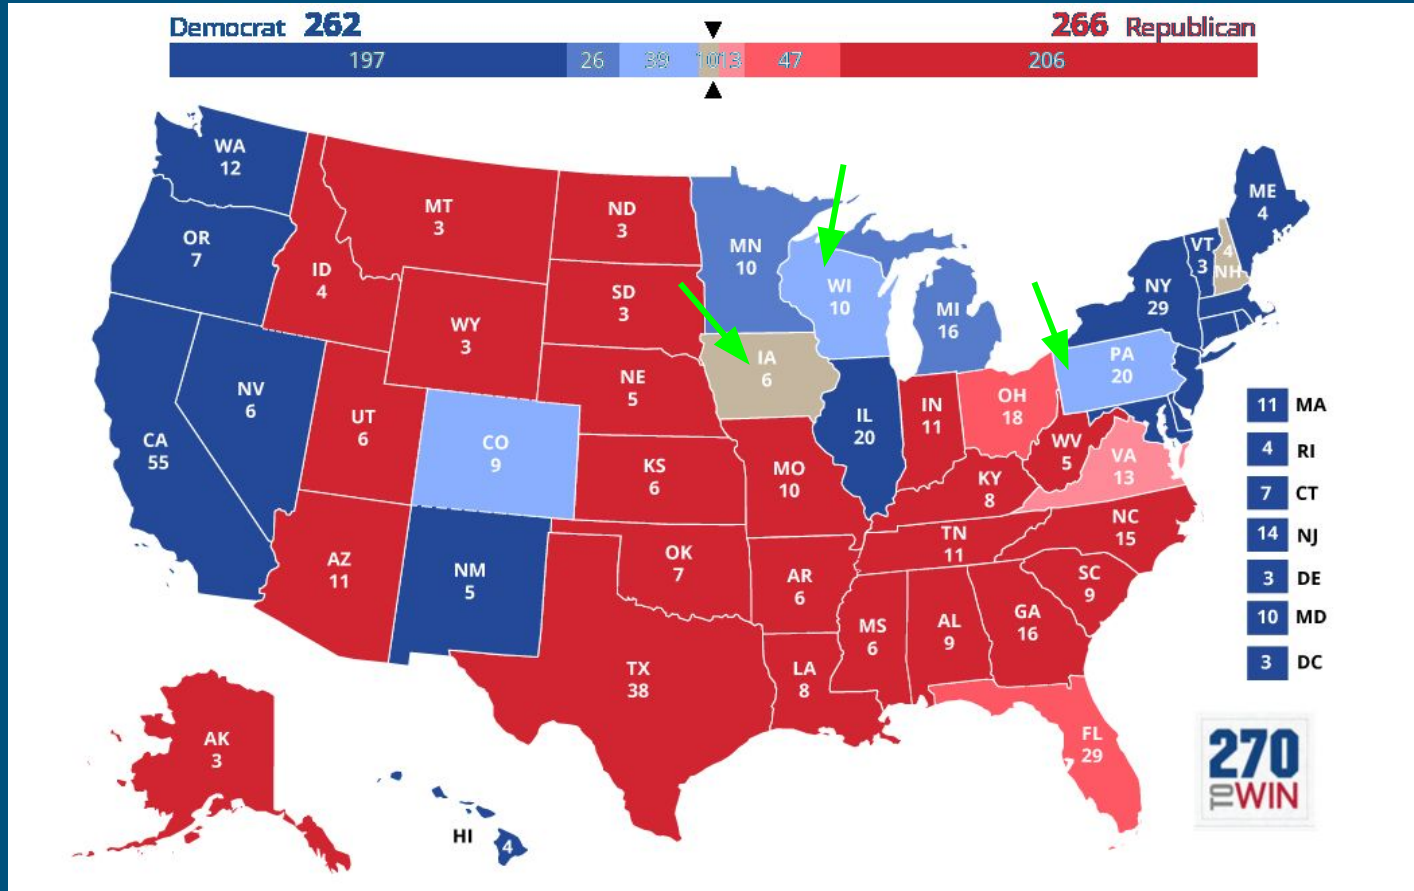 Democrat 262
266 Republican
197 26 39 10 13 47 206
WA
12
OR
7
CA
55
NV
6
ID
4
MT
3
WY
3
UT
6
AZ
11
CO
9
NM
5
ND
3
SD
3
NE
5
KS
6
OK
7
TX
38
MN
10
IA
6
MO
10
AR
6
LA
8
WI
10
IL
20
MI
16
IN
11
OH
18
KY
8
TN
11
MS
6
AL
9
GA
16
FL
29
SC
9
NC
15
VA
13
WV
5
PA
20
NY
29
VT
3
4
NH
ME
4
11 MA
4 RI
7 CT
14 NJ
3 DE
10 MD
3 DC
AK
3
HI
4
270
TO WIN